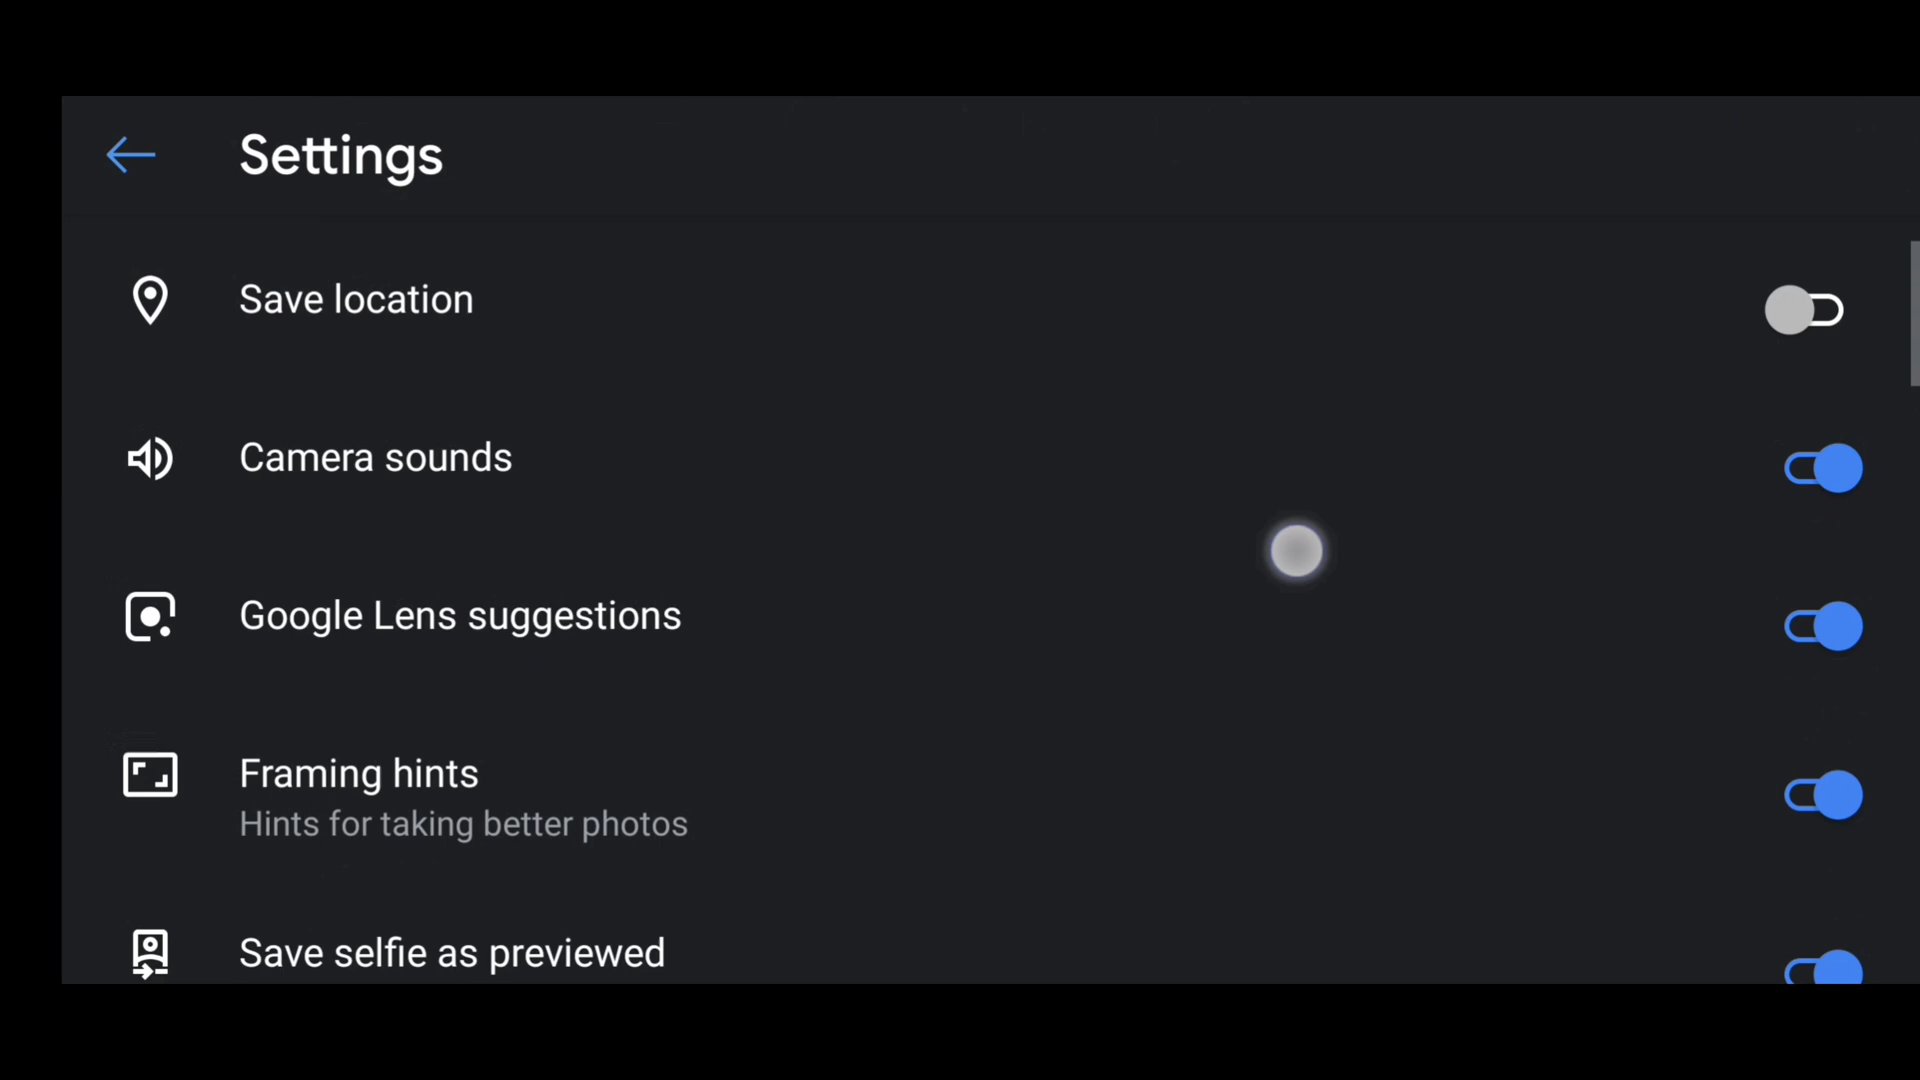 Settings
Save location
Camera sounds
Google Lens suggestions
Framing hints
Hints for taking better photos
Save selfie as previewed